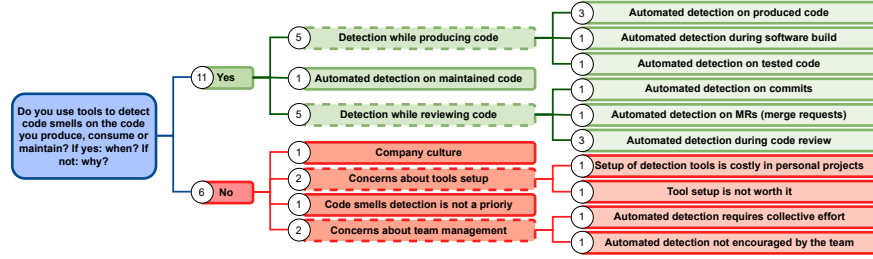 Do you use tools to detect
code smells on the code
you produce, consume or
maintain? If yes: when? If
not: why?
11 Yes
5 Detection while producing code
3 Automated detection on produced code
1 Automated detection during software build
1 Automated detection on tested code
1 Automated detection on maintained code
5 Detection while reviewing code
1 Automated detection on commits
1 Automated detection on MRs (merge requests)
3 Automated detection during code review
6 No
1 Company culture
2 Concerns about tools setup
1 Setup of detection tools is costly in personal projects
1 Tool setup is not worth it
1 Code smells detection is not a prioriy
2 Concerns about team management
1 Automated detection requires collective effort
1 Automated detection not encouraged by the team